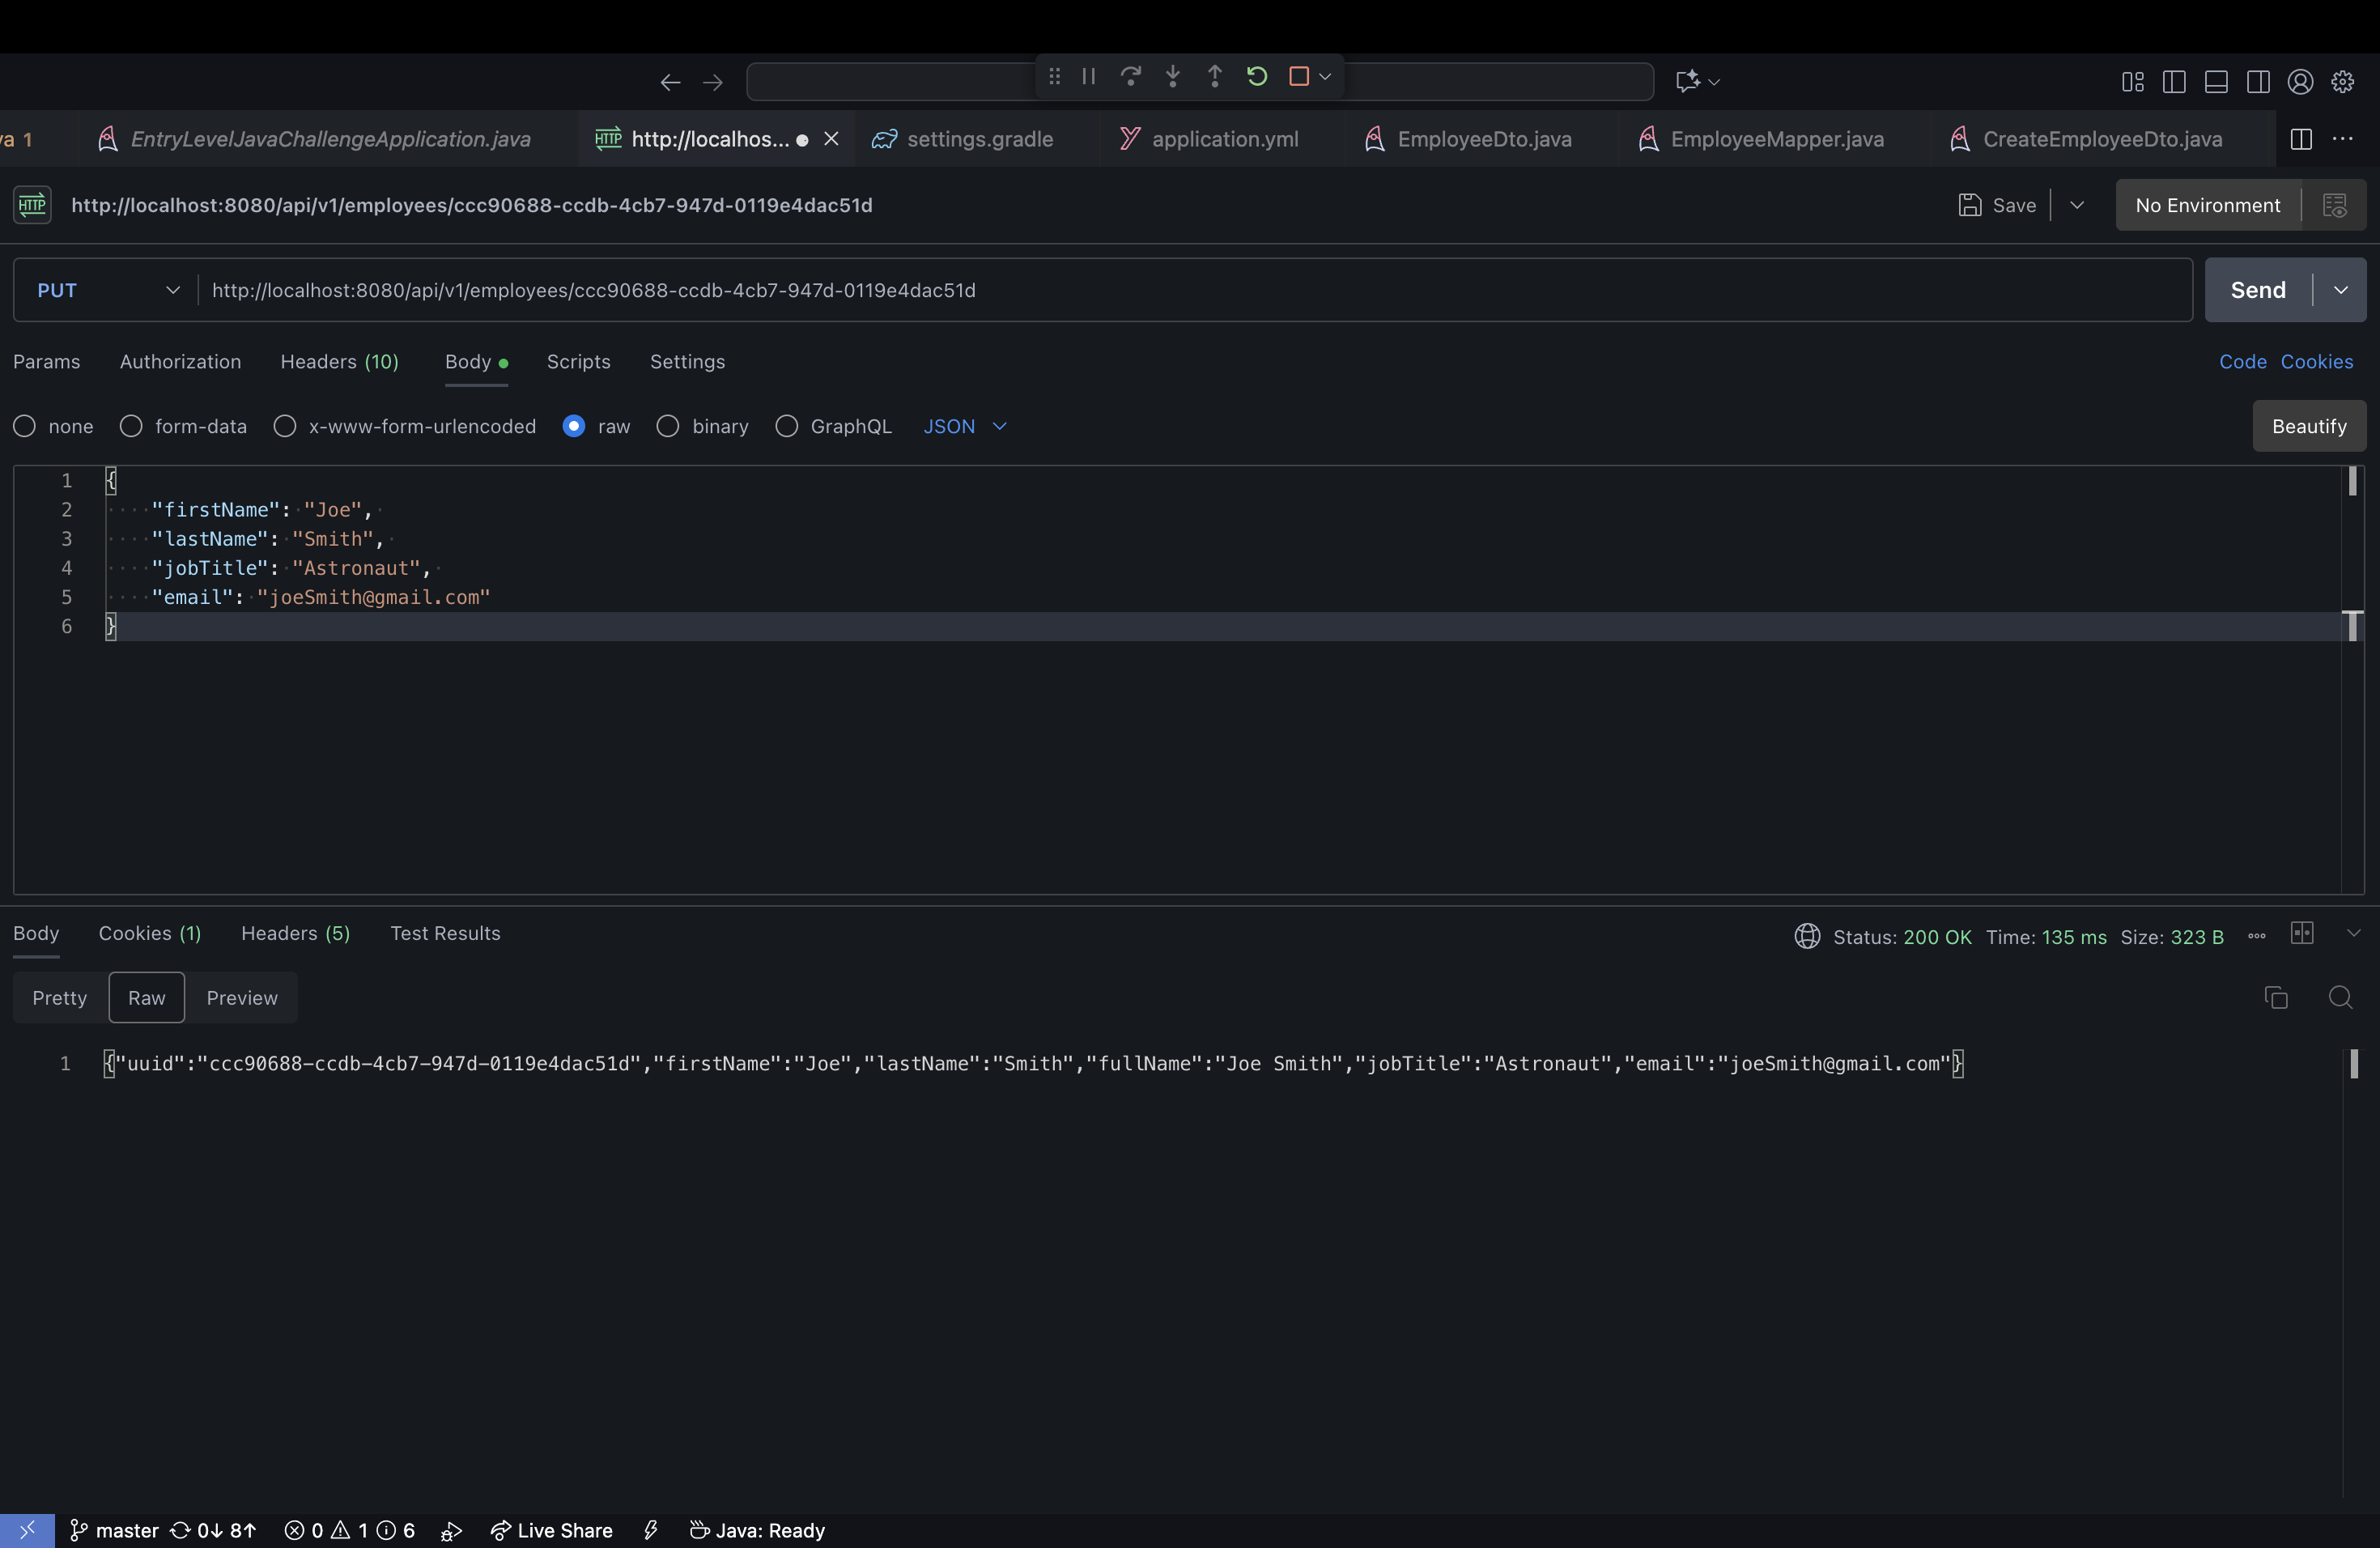 va 1 EntryLevelJavaChallengeApplication.java HTTP http://localhos... settings.gradle application.yml EmployeeDto.java EmployeeMapper.java CreateEmployeeDto.java ...
HTTP http://localhost:8080/api/v1/employees/ccc90688-ccdb-4cb7-947d-0119e4dac51d Save No Environment
PUT http://localhost:8080/api/v1/employees/ccc90688-ccdb-4cb7-947d-0119e4dac51d Send
Params Authorization Headers (10) Body Scripts Settings Code Cookies
none form-data x-www-form-urlencoded raw binary GraphQL JSON Beautify
1 {
2 "firstName": "Joe",
3 "lastName": "Smith",
4 "jobTitle": "Astronaut",
5 "email": "joeSmith@gmail.com"
6 }
Body Cookies (1) Headers (5) Test Results Status: 200 OK Time: 135 ms Size: 323 B
Pretty Raw Preview
1 {"uuid":"ccc90688-ccdb-4cb7-947d-0119e4dac51d","firstName":"Joe","lastName":"Smith","fullName":"Joe Smith","jobTitle":"Astronaut","email":"joeSmith@gmail.com"}
master 0↓ 8↑ 0 1 6 Live Share Java: Ready